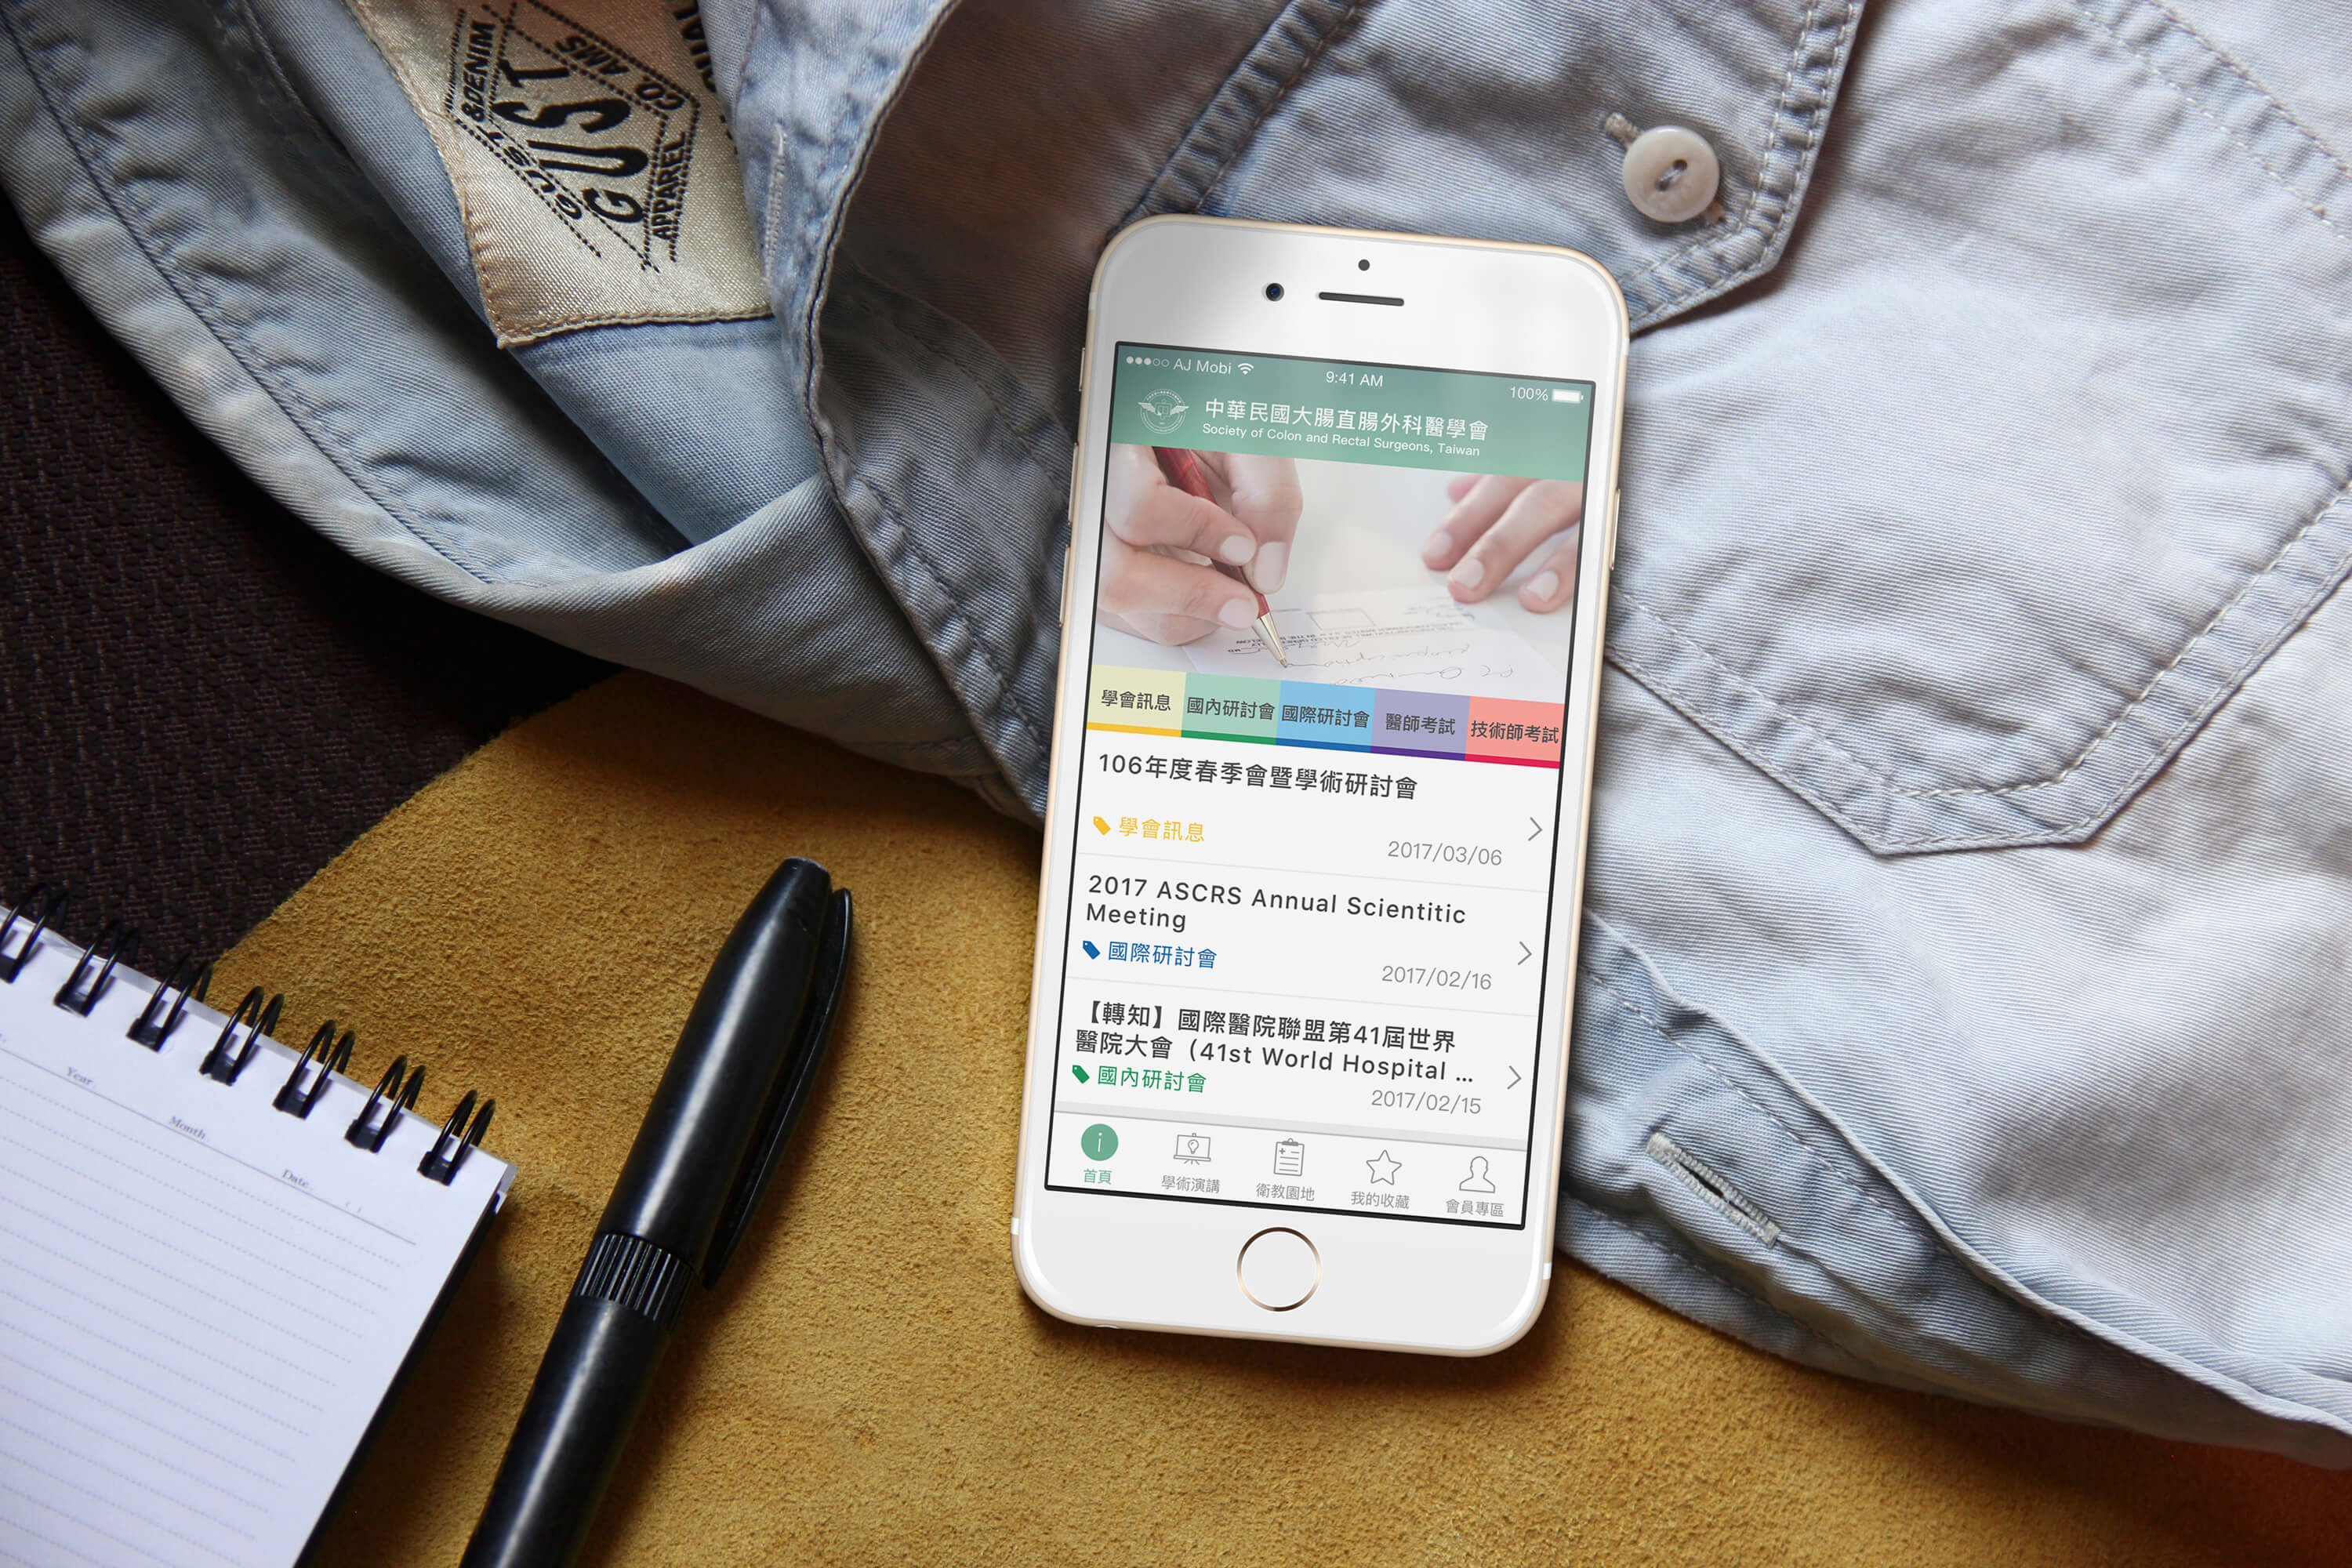 GUST
& DENIM
CO AMS
GUST
APPAREL
AJ Mobi
9:41 AM
100%
中華民國大腸直腸外科醫學會
Society of Colon and Rectal Surgeons, Taiwan
學會訊息
國內研討會
國際研討會
醫師考試
技術師考試
106年度春季會暨學術研討會
學會訊息
2017/03/06
2017 ASCRS Annual Scientitic
Meeting
國際研討會
2017/02/16
【轉知】國際醫院聯盟第41屆世界
醫院大會（41st World Hospital ...
國內研討會
2017/02/15
首頁
學術演講
衛教園地
我的收藏
會員專區
Year
Month
Date